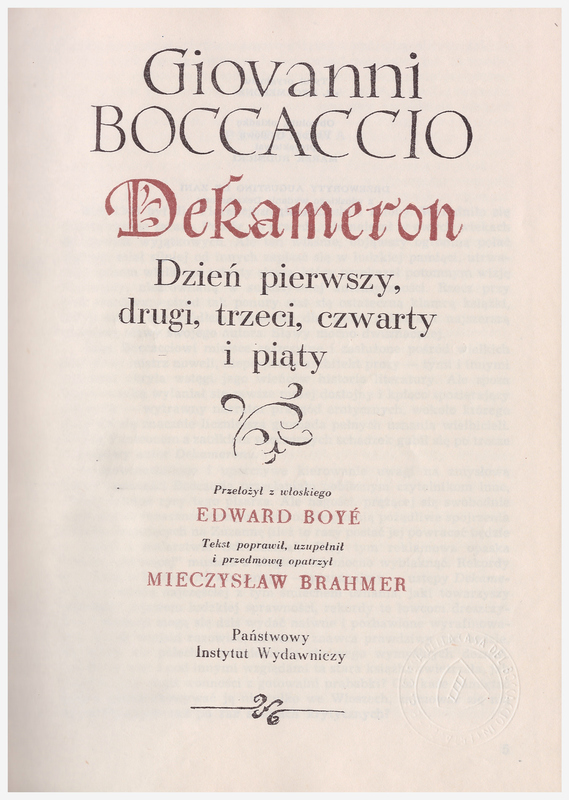 Giovanni
BOCCACCIO
Dekameron
Dzień pierwszy,
drugi, trzeci, czwarty
i piąty
Przełożył z włoskiego
EDWARD BOYÉ
Tekst poprawił, uzupełnił
i przedmową opatrzył
MIECZYSŁAW BRAHMER
Państwowy
Instytut Wydawniczy